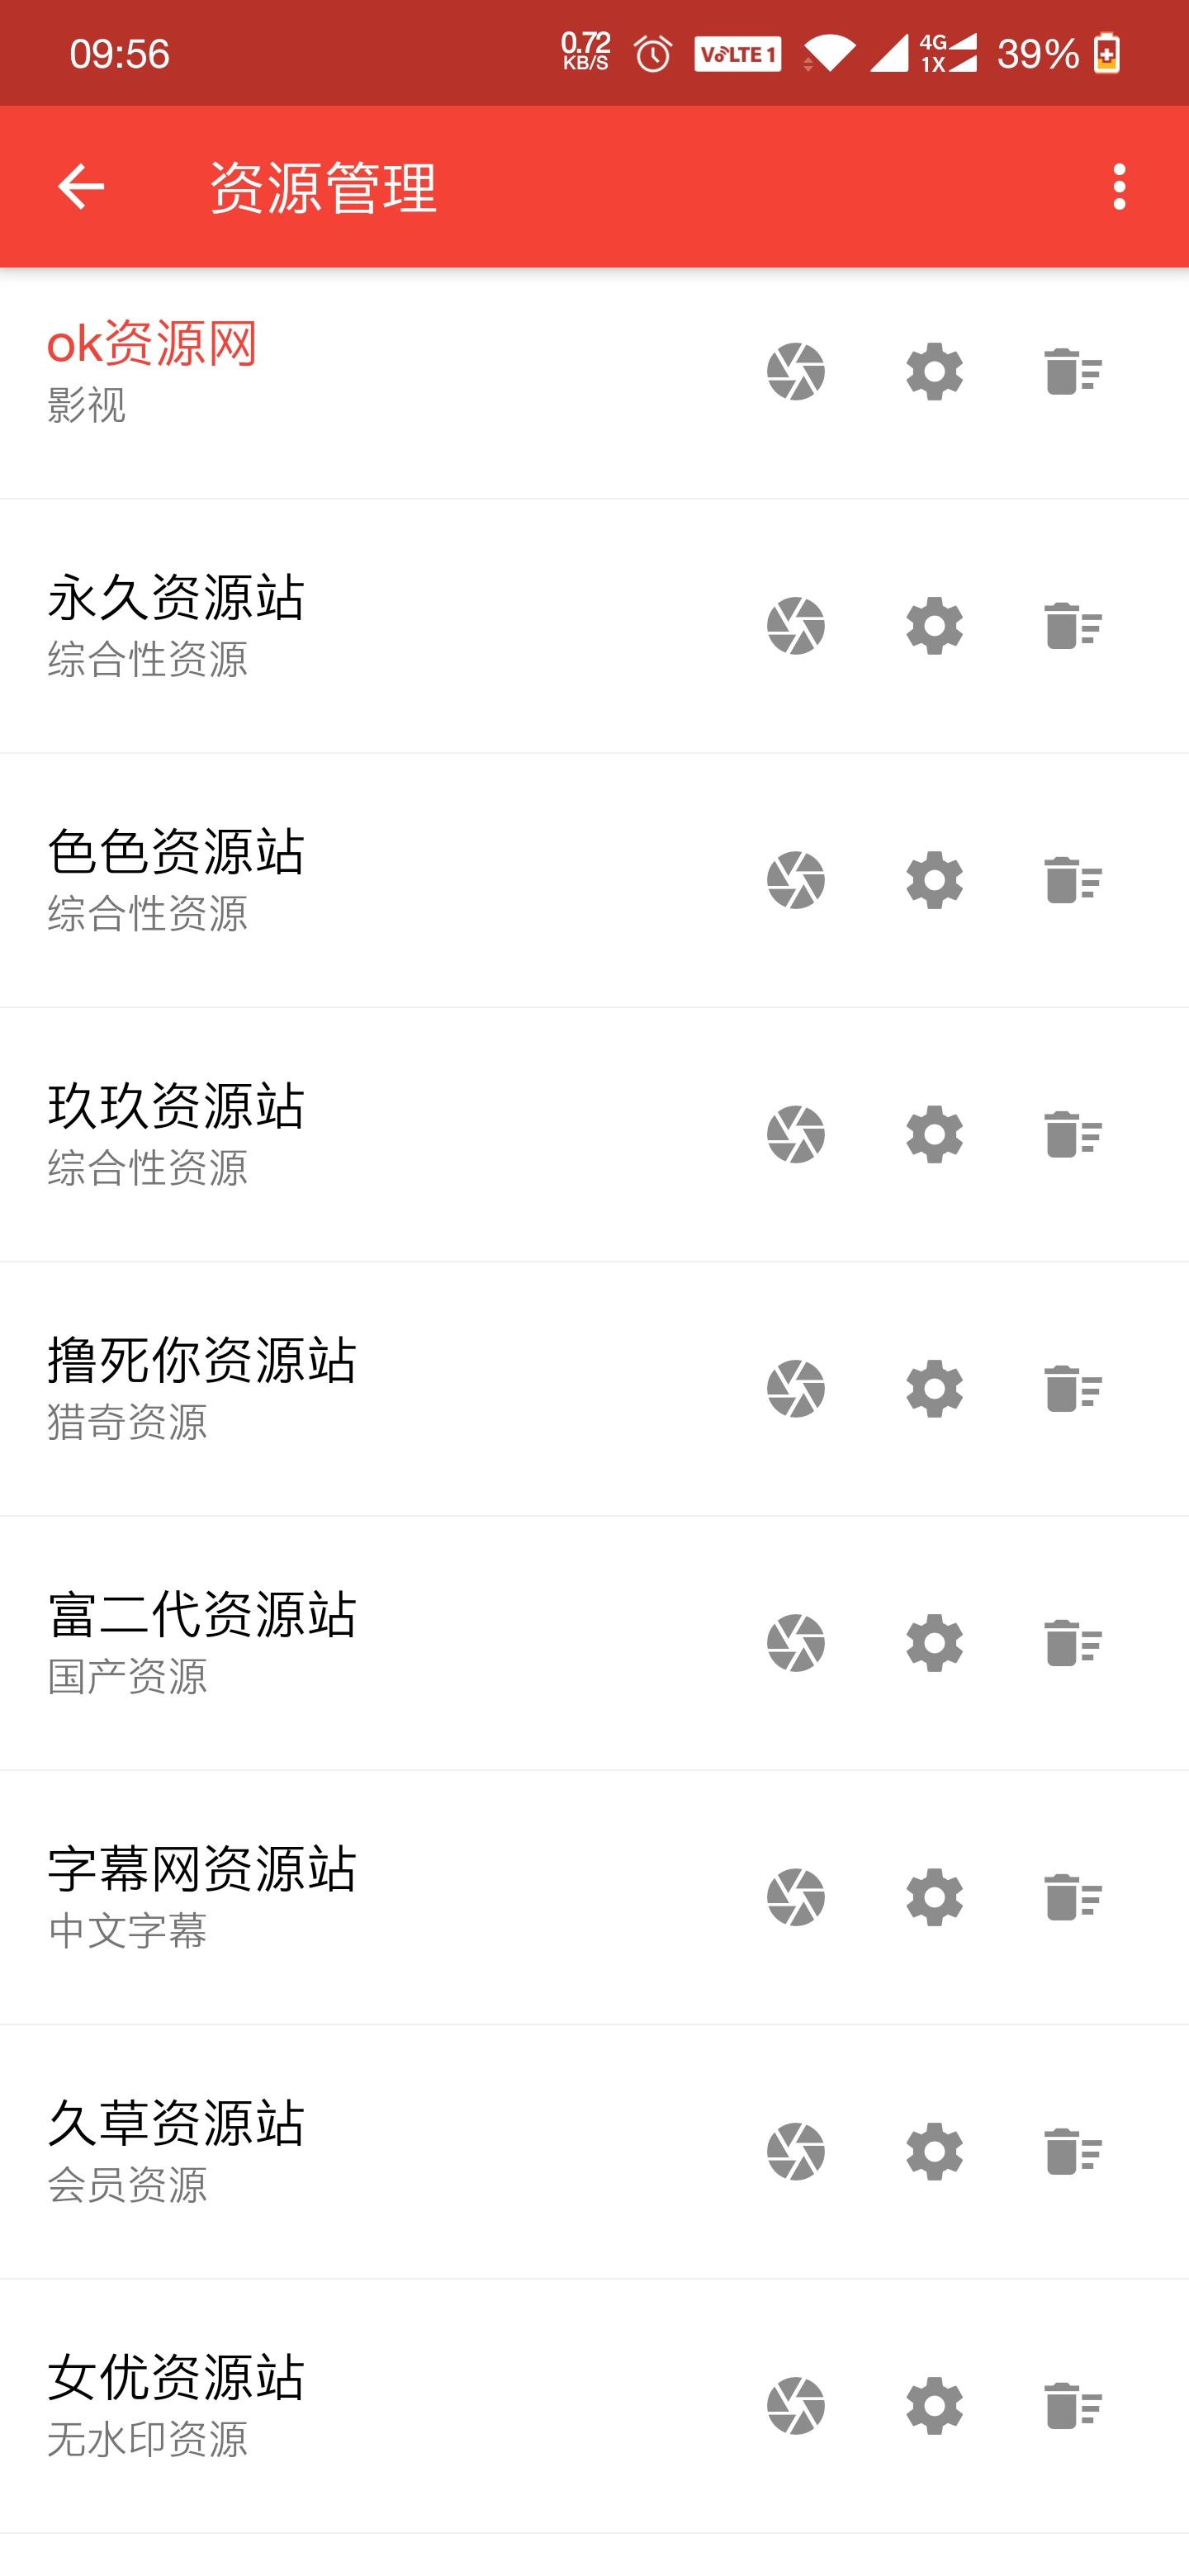 09:56
0.72
KB/S
VoLTE 1
4G
1X
39%
资源管理
ok资源网
影视
永久资源站
综合性资源
色色资源站
综合性资源
玖玖资源站
综合性资源
撸死你资源站
猎奇资源
富二代资源站
国产资源
字幕网资源站
中文字幕
久草资源站
会员资源
女优资源站
无水印资源